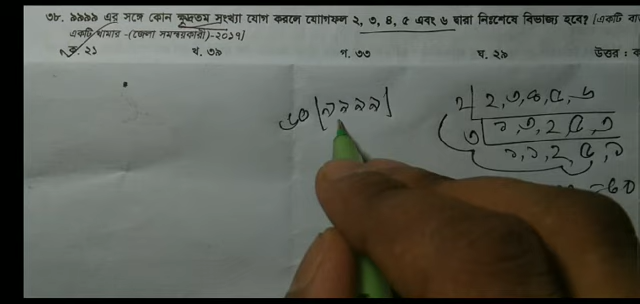 ৩৮. ৯৯৯৯ এর সঙ্গে কোন ক্ষুদ্রতম সংখ্যা যোগ করলে যোগফল ২, ৩, ৪, ৫ এবং ৬ দ্বারা নিঃশেষে বিভাজ্য হবে? [একটি
একটি খামার -(জেলা সমন্বয়কারী)-২০১৭]
ক. ২১ খ. ৩৯ গ. ৩৩ ঘ. ২৯ উত্তর: ক
৬০ | ৯৯৯৯ |
২ | ২, ৩, ৪, ৫, ৬
৩ | ১, ৩, ২, ৫, ৩
১, ১, ২, ৫, ১
= ৬০